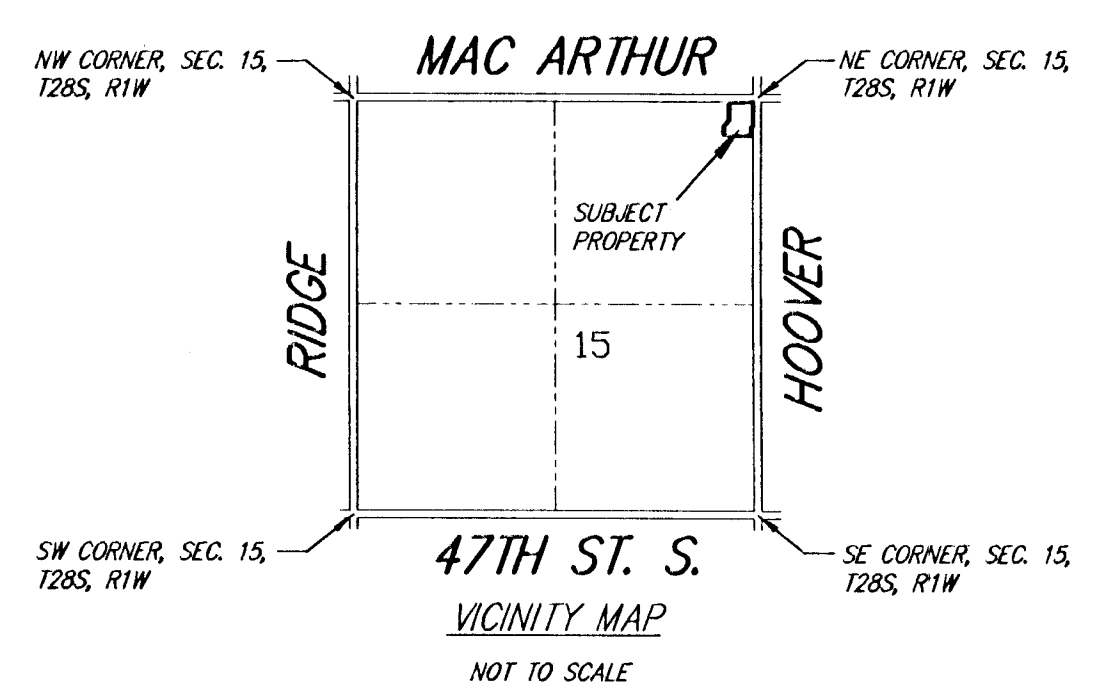 MAC ARTHUR
NW CORNER, SEC. 15,
T28S, R1W
NE CORNER, SEC. 15,
T28S, R1W
SUBJECT
PROPERTY
RIDGE
HOOVER
15
SW CORNER, SEC. 15,
T28S, R1W
47TH ST. S.
SE CORNER, SEC. 15,
T28S, R1W
VICINITY MAP
NOT TO SCALE